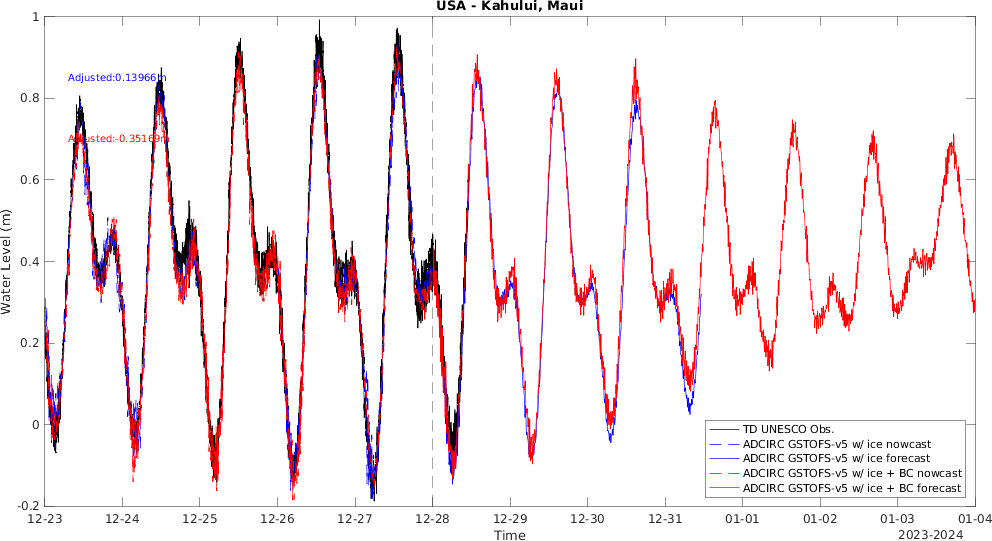 USA - Kahului, Maui
1
0.8
0.6
0.4
0.2
0
-0.2
Water Level (m)
Adjusted:0.13966m
Adjusted:-0.35169m
TD UNESCO Obs.
ADCIRC GSTOFS-v5 w/ ice nowcast
ADCIRC GSTOFS-v5 w/ ice forecast
ADCIRC GSTOFS-v5 w/ ice + BC nowcast
ADCIRC GSTOFS-v5 w/ ice + BC forecast
12-23 12-24 12-25 12-26 12-27 12-28 12-29 12-30 12-31 01-01 01-02 01-03 01-04
Time
2023-2024